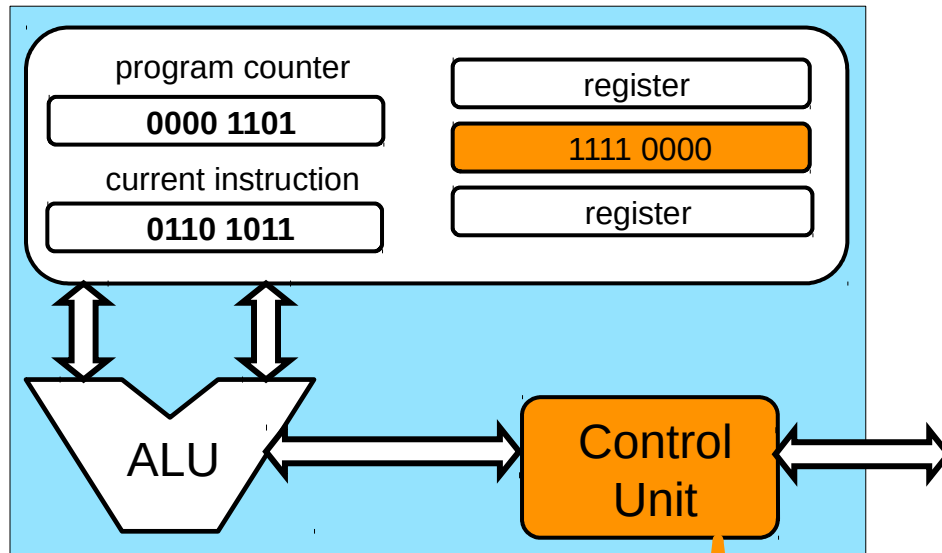 program counter
0000 1101
current instruction
0110 1011
register
1111 0000
register
ALU
Control
Unit